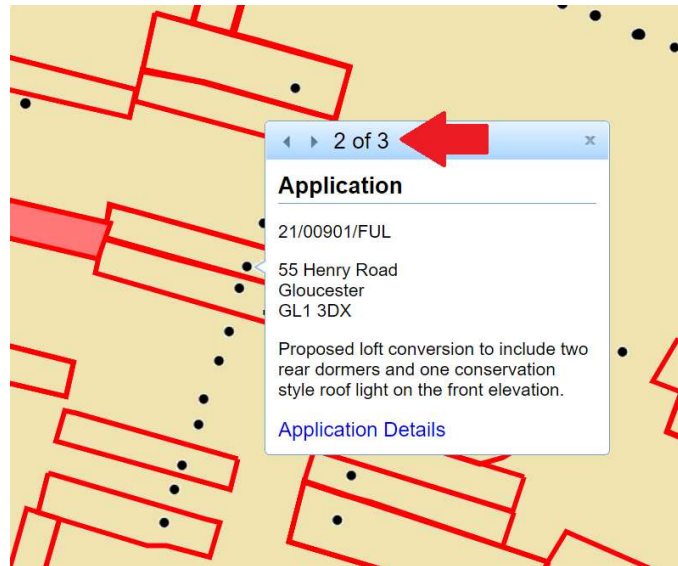 2 of 3
Application
21/00901/FUL
55 Henry Road
Gloucester
GL1 3DX
Proposed loft conversion to include two
rear dormers and one conservation
style roof light on the front elevation.
Application Details